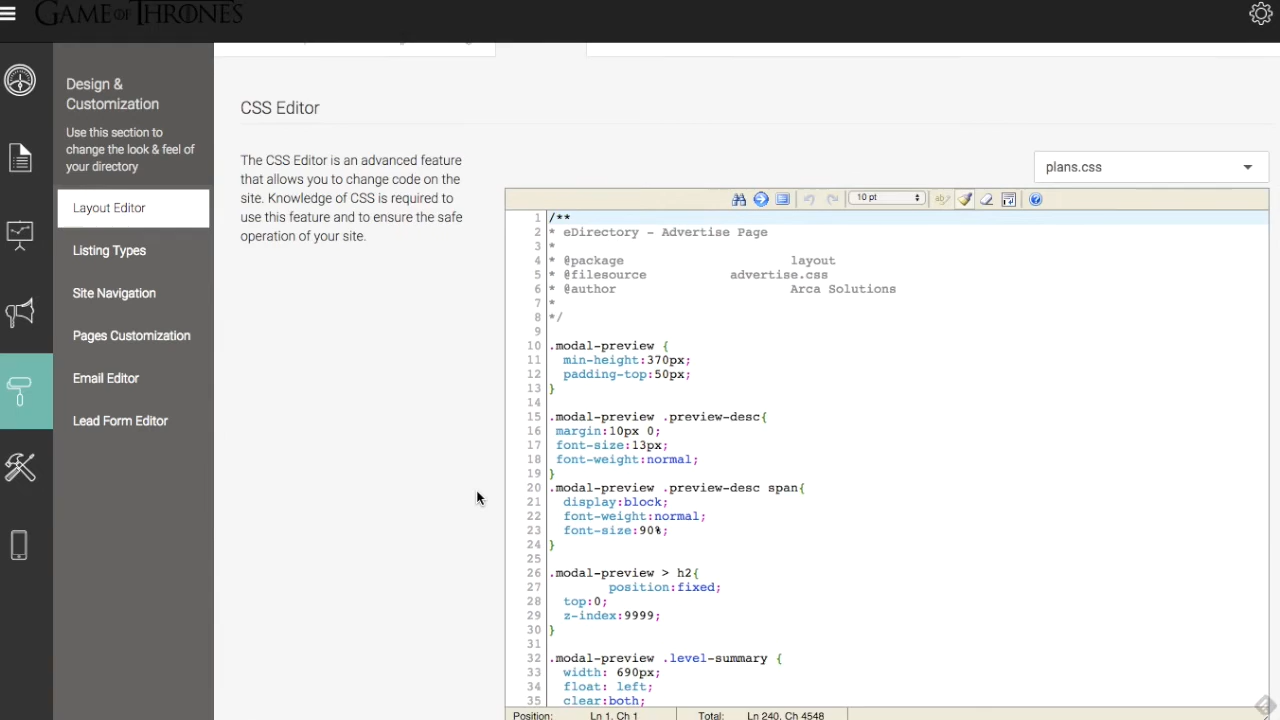 GAME OF THRONES
Design &
Customization
Use this section to
change the look & feel of
your directory
Layout Editor
Listing Types
Site Navigation
Pages Customization
Email Editor
Lead Form Editor
CSS Editor
The CSS Editor is an advanced feature
that allows you to change code on the
site. Knowledge of CSS is required to
use this feature and to ensure the safe
operation of your site.
plans.css
10 pt
1 /**
2 * eDirectory - Advertise Page
3 *
4 * @package layout
5 * @filesource advertise.css
6 * @author Arca Solutions
7 *
8 */
9
10 .modal-preview {
11 min-height:370px;
12 padding-top:50px;
13 }
14
15 .modal-preview .preview-desc{
16 margin:10px 0;
17 font-size:13px;
18 font-weight:normal;
19 }
20 .modal-preview .preview-desc span{
21 display:block;
22 font-weight:normal;
23 font-size:90%;
24 }
25
26 .modal-preview > h2{
27 position:fixed;
28 top:0;
29 z-index:9999;
30 }
31
32 .modal-preview .level-summary {
33 width: 690px;
34 float: left;
35 clear:both;
Position: Ln 1, Ch 1 Total: Ln 240, Ch 4548